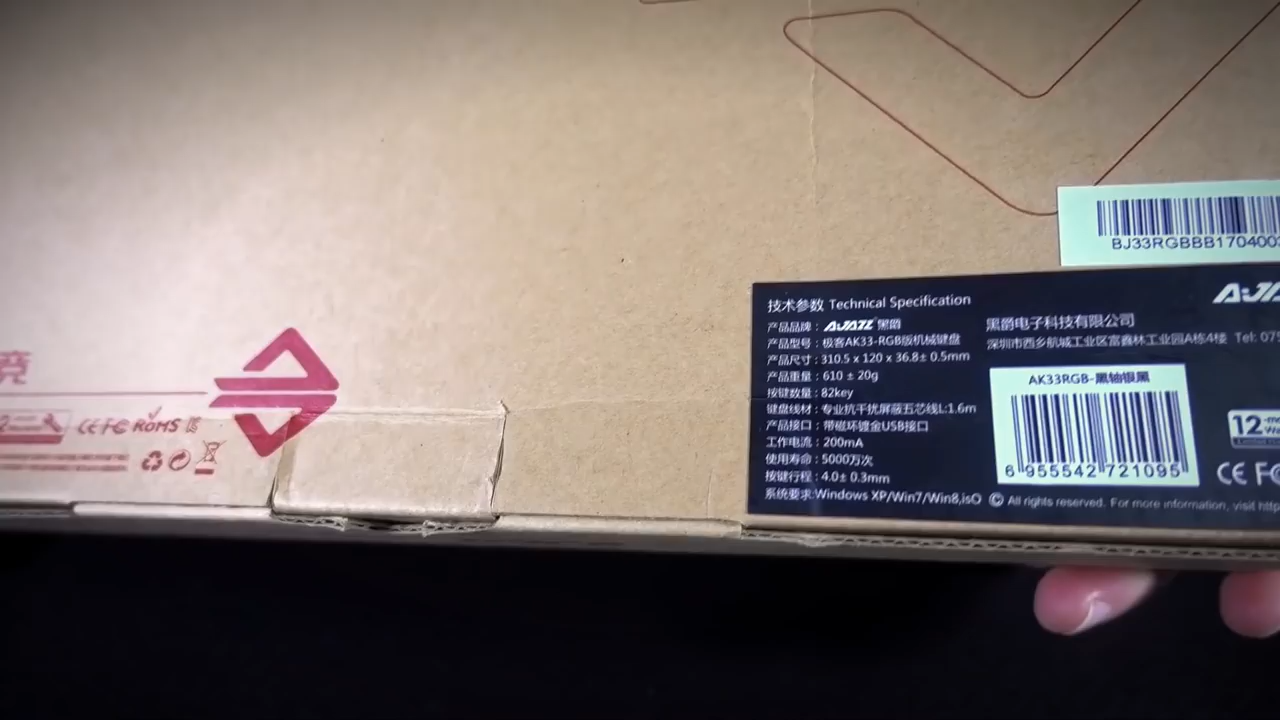 BJ33RGBBB1704003
技术参数 Technical Specification
产品品牌：AJAZZ 黑爵
产品型号：极客AK33-RGB版机械键盘
产品尺寸：310.5 x 120 x 36.8± 0.5mm
产品重量：610 ± 20g
按键数量：82key
键盘线材：专业抗干扰屏蔽五芯线L:1.6m
产品接口：带磁环镀金USB接口
工作电流：200mA
使用寿命：5000万次
按键行程：4.0± 0.3mm
系统要求:Windows XP/Win7/Win8,isO
黑爵电子科技有限公司
深圳市西乡航城工业区富鑫林工业园A栋4楼 Tel: 075
AK33RGB-黑轴银黑
6 955542 721095
12
CE FC
© All rights reserved. For more information, visit http
竞
CE FC RoHS